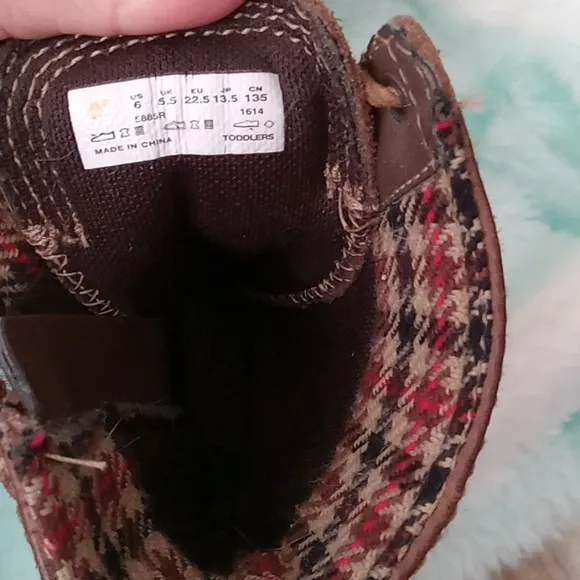 US UK EU JP CN
6 5.5 22.5 13.5 135
5885R 1614
MADE IN CHINA TODDLERS